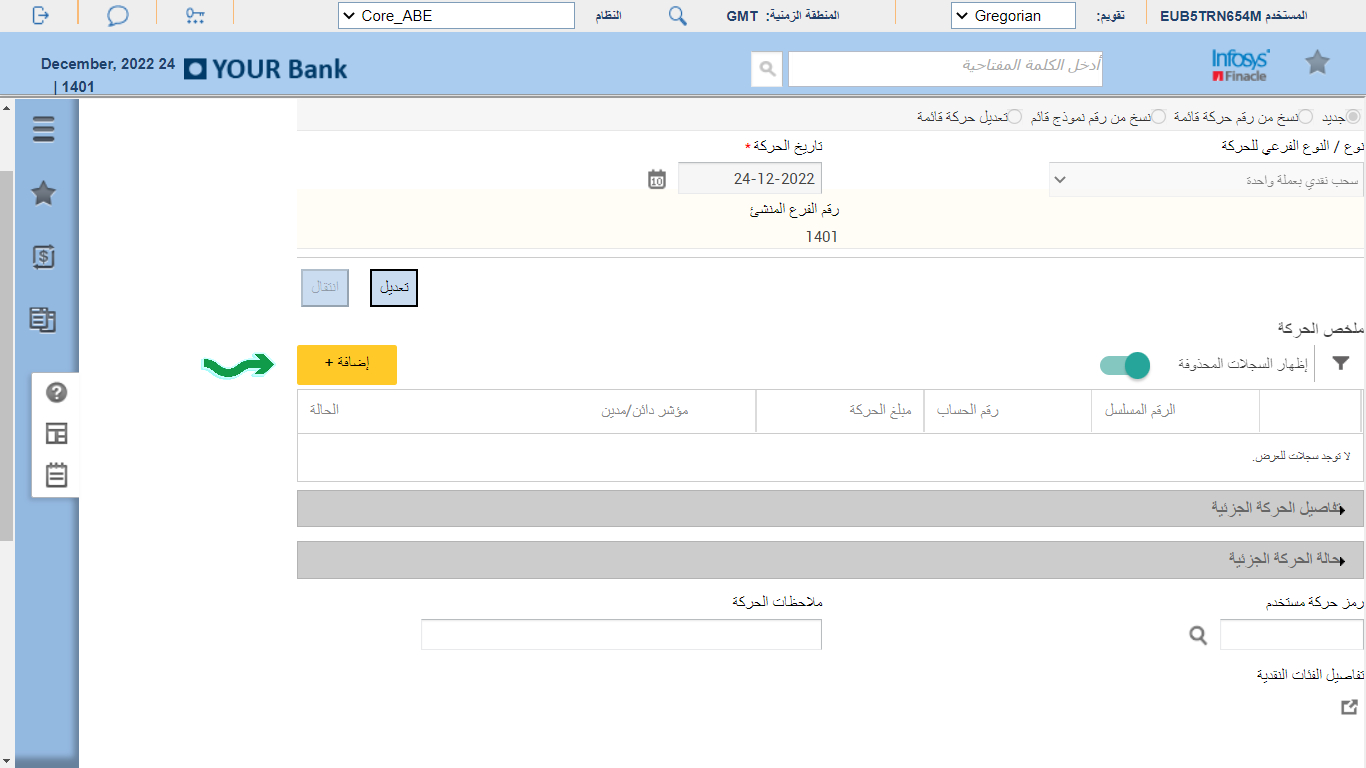 المستخدم EUB5TRN654M
تقويم:
Gregorian
المنطقة الزمنية: GMT
النظام
Core_ABE
Infosys®
Finacle
أدخل الكلمة المفتاحية
YOUR Bank
December, 2022 24
| 1401
جديد
نسخ من رقم حركة قائمة
نسخ من رقم نموذج قائم
تعديل حركة قائمة
نوع / النوع الفرعي للحركة
تاريخ الحركة *
سحب نقدي بعملة واحدة
24-12-2022
10
رقم الفرع المنشئ
1401
تعديل
انتقال
ملخص الحركة
إظهار السجلات المحذوفة
إضافة +
الرقم المسلسل
رقم الحساب
مبلغ الحركة
مؤشر دائن/مدين
الحالة
لا توجد سجلات للعرض.
تفاصيل الحركة الجزئية
حالة الحركة الجزئية
رمز حركة مستخدم
ملاحظات الحركة
تفاصيل الفئات النقدية